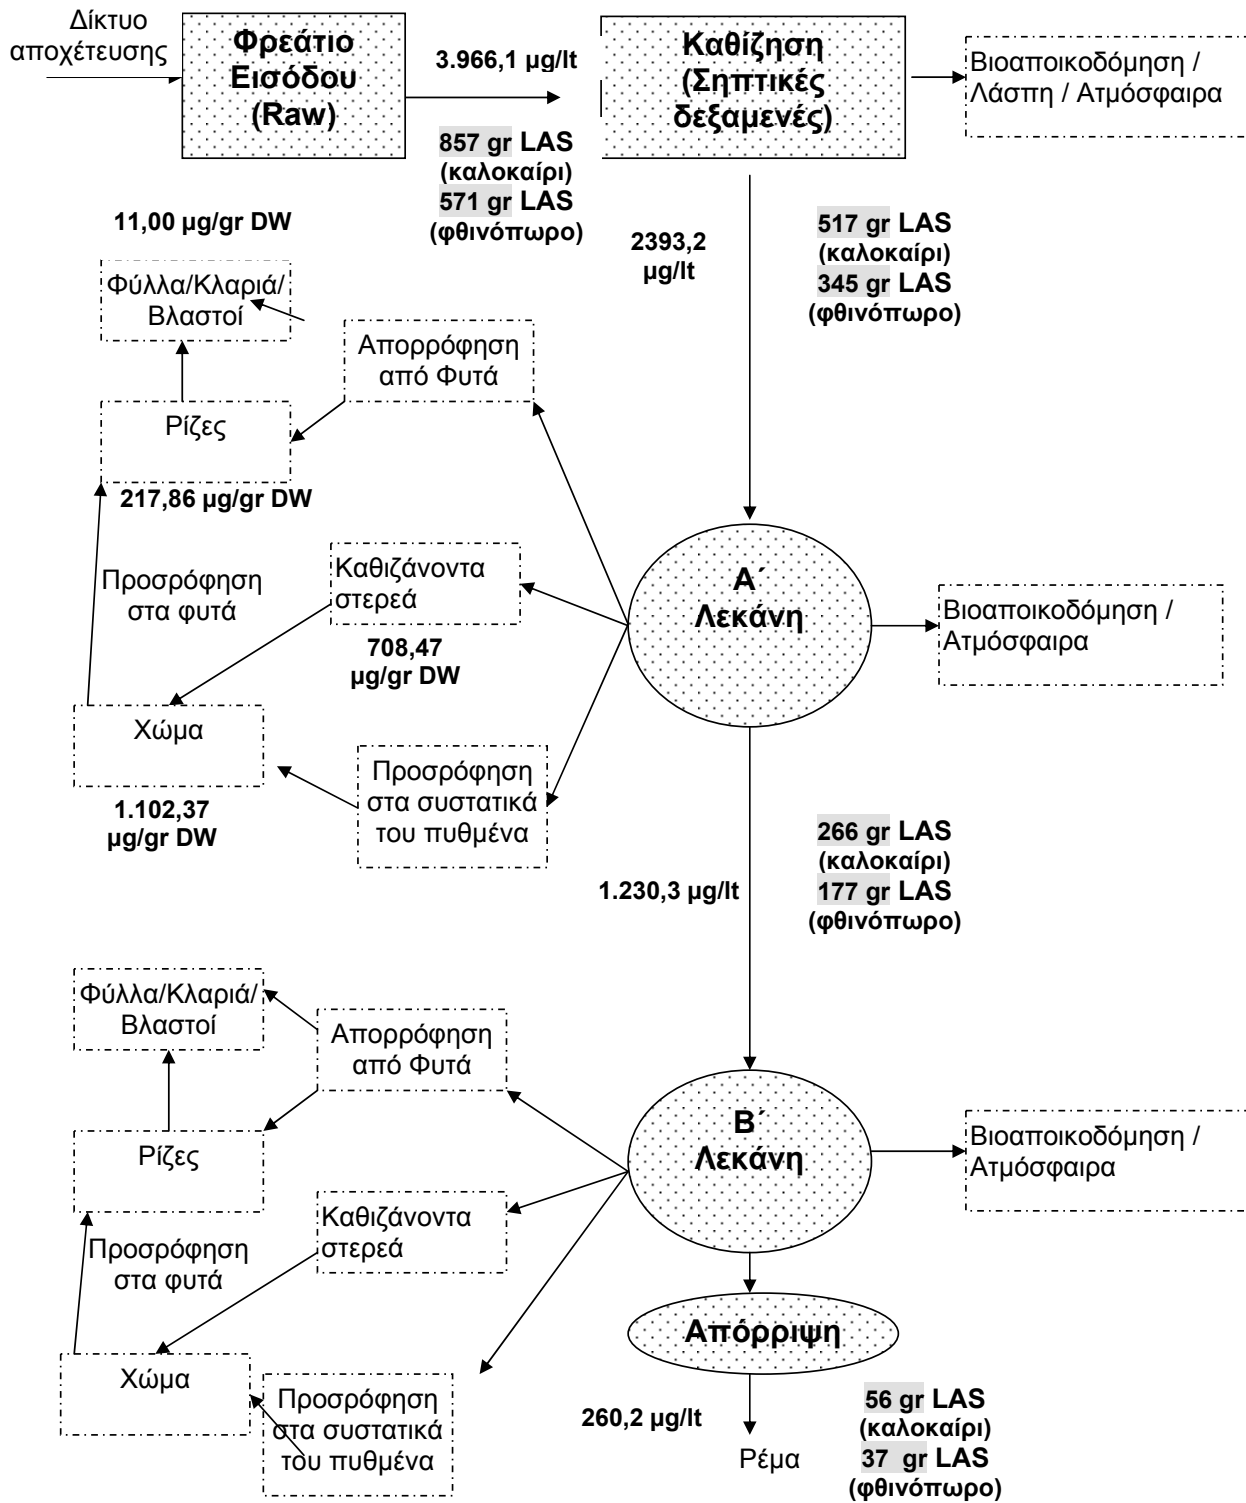 Δίκτυο
αποχέτευσης
Φρεάτιο
Εισόδου
(Raw)
3.966,1 μg/lt
857 gr LAS
(καλοκαίρι)
571 gr LAS
(φθινόπωρο)
Καθίζηση
(Σηπτικές
δεξαμενές)
Βιοαποικοδόμηση /
Λάσπη / Ατμόσφαιρα
2393,2
μg/lt
517 gr LAS
(καλοκαίρι)
345 gr LAS
(φθινόπωρο)
11,00 μg/gr DW
Φύλλα/Κλαριά/
Βλαστοί
Απορρόφηση
από Φυτά
Ρίζες
217,86 μg/gr DW
Προσρόφηση
στα φυτά
Καθιζάνοντα
στερεά
708,47
μg/gr DW
Α΄
Λεκάνη
Βιοαποικοδόμηση /
Ατμόσφαιρα
Χώμα
1.102,37
μg/gr DW
Προσρόφηση
στα συστατικά
του πυθμένα
1.230,3 μg/lt
266 gr LAS
(καλοκαίρι)
177 gr LAS
(φθινόπωρο)
Φύλλα/Κλαριά/
Βλαστοί
Απορρόφηση
από Φυτά
Ρίζες
Προσρόφηση
στα φυτά
Καθιζάνοντα
στερεά
Β΄
Λεκάνη
Βιοαποικοδόμηση /
Ατμόσφαιρα
Χώμα
Προσρόφηση
στα συστατικά
του πυθμένα
Απόρριψη
260,2 μg/lt
Ρέμα
56 gr LAS
(καλοκαίρι)
37 gr LAS
(φθινόπωρο)